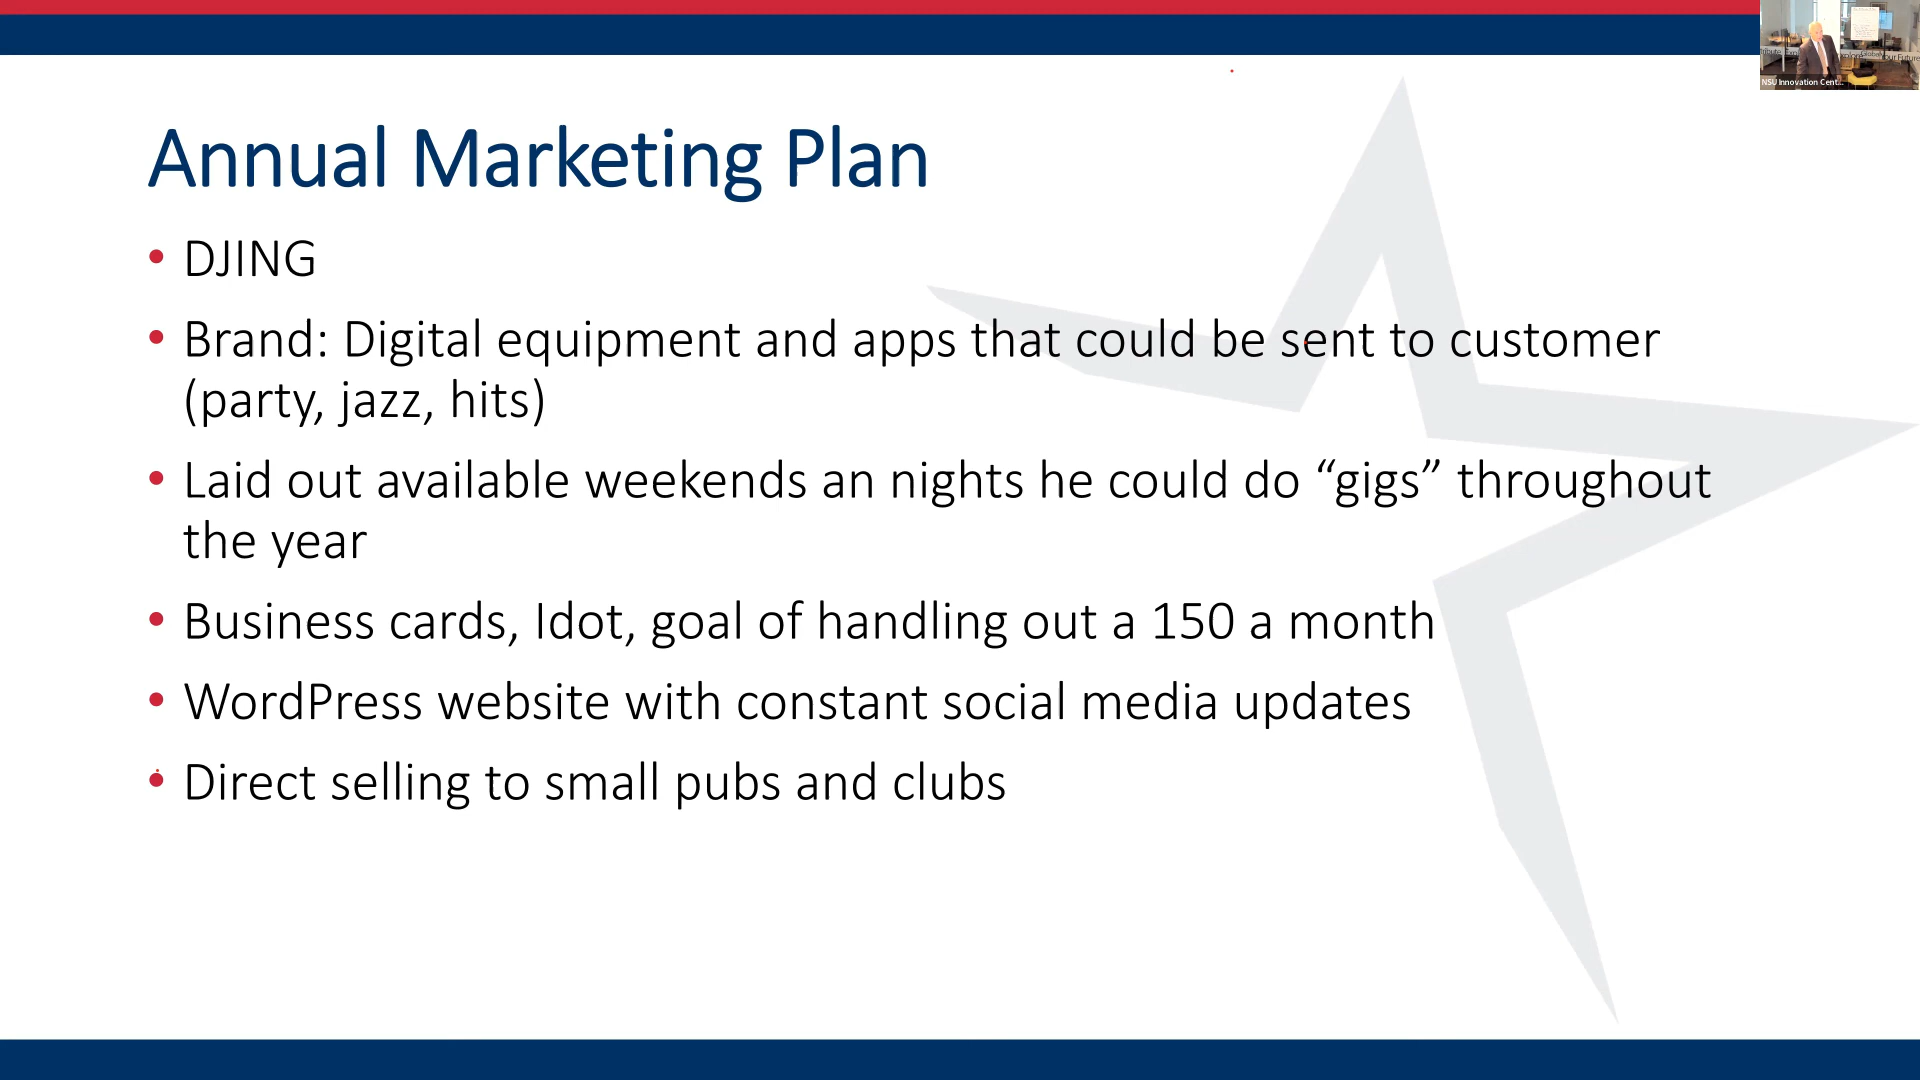 Annual Marketing Plan
• DJING
• Brand: Digital equipment and apps that could be sent to customer
(party, jazz, hits)
• Laid out available weekends an nights he could do “gigs” throughout
the year
• Business cards, Idot, goal of handling out a 150 a month
• WordPress website with constant social media updates
• Direct selling to small pubs and clubs
NSU Innovation Cent...